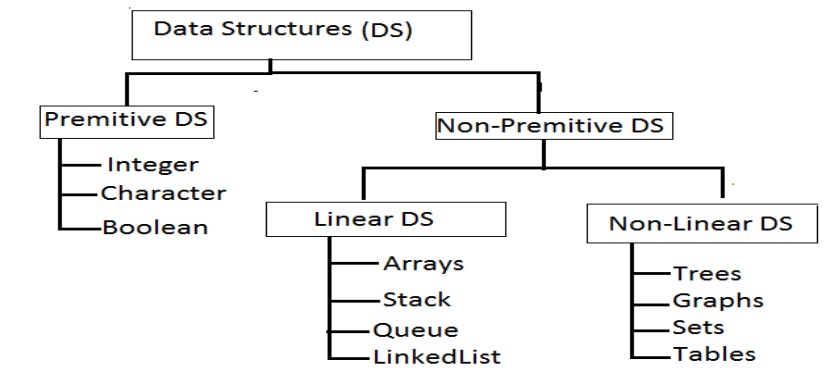 Data Structures (DS)
Premitive DS
Integer
Character
Boolean
Non-Premitive DS
Linear DS
Arrays
Stack
Queue
LinkedList
Non-Linear DS
Trees
Graphs
Sets
Tables